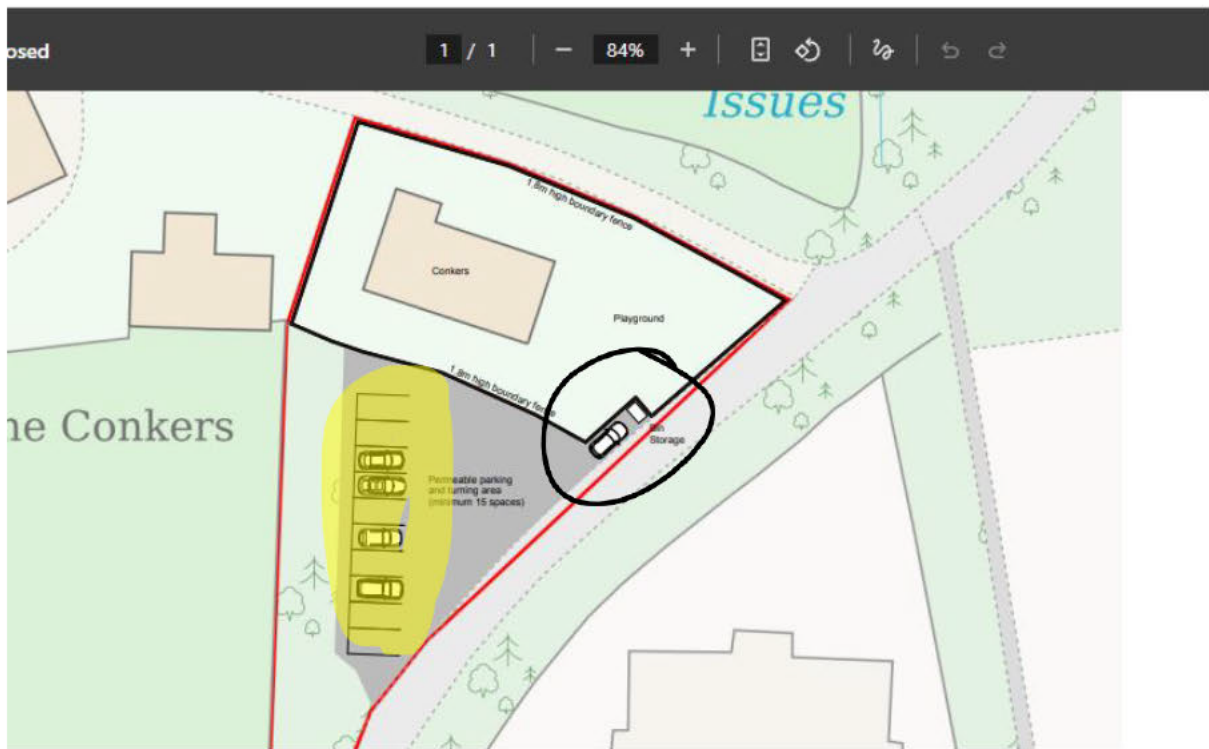 osed
1 / 1
84%
Issues
1.8m high boundary fence
Conkers
Playground
1.8m high boundary fence
ne Conkers
Bin
Storage
Permeable parking
and turning area
(minimum 15 spaces)